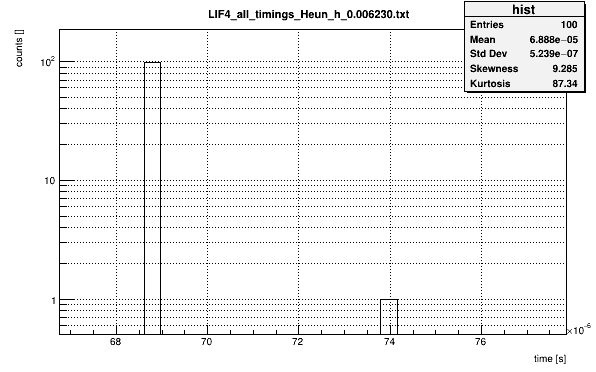 LIF4_all_timings_Heun_h_0.006230.txt
hist
Entries 100
Mean 6.888e−05
Std Dev 5.239e−07
Skewness 9.285
Kurtosis 87.34
counts []
10²
10
1
68 70 72 74 76
×10⁻⁶
time [s]